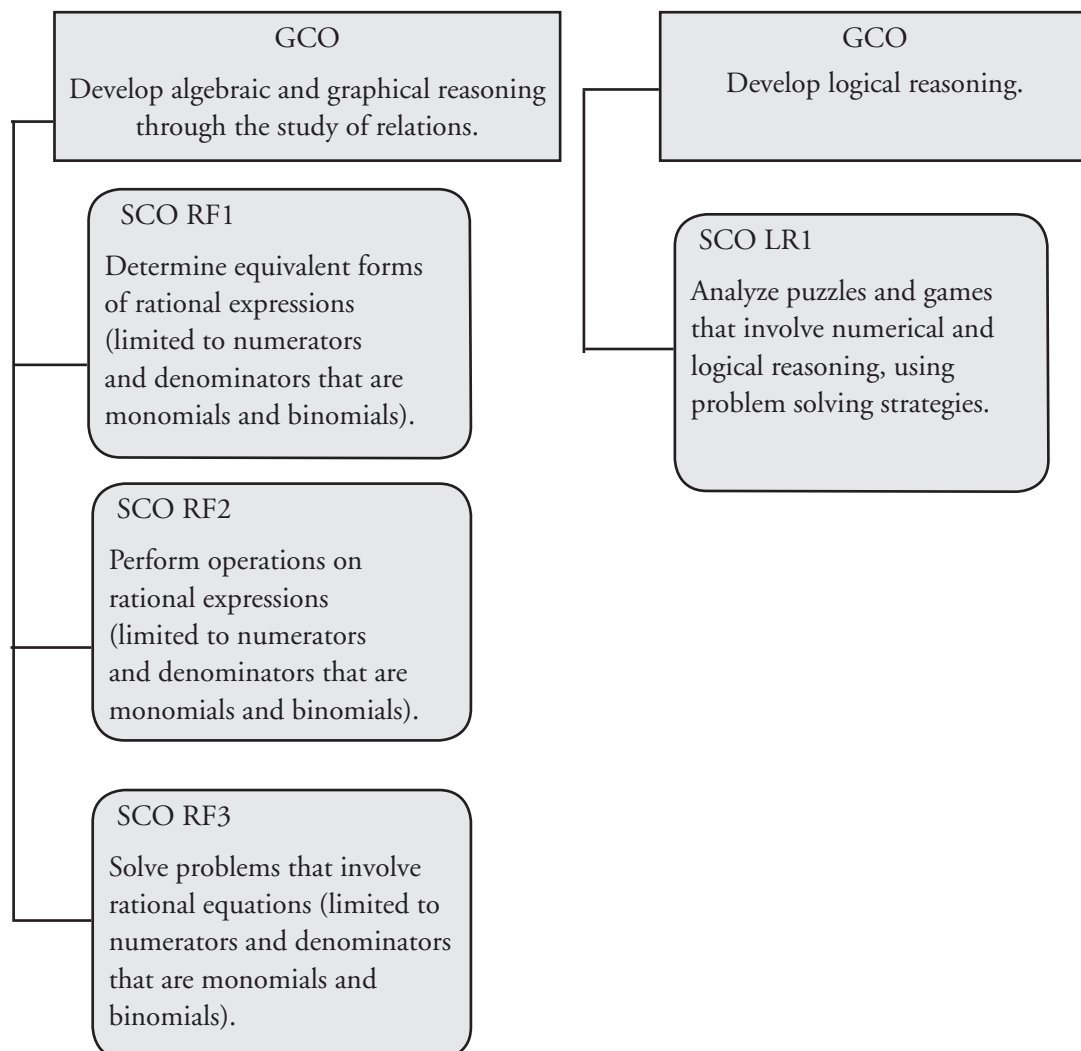 GCO
Develop algebraic and graphical reasoning
through the study of relations.
SCO RF1
Determine equivalent forms
of rational expressions
(limited to numerators
and denominators that are
monomials and binomials).
SCO RF2
Perform operations on
rational expressions
(limited to numerators
and denominators that are
monomials and binomials).
SCO RF3
Solve problems that involve
rational equations (limited to
numerators and denominators
that are monomials and
binomials).
GCO
Develop logical reasoning.
SCO LR1
Analyze puzzles and games
that involve numerical and
logical reasoning, using
problem solving strategies.